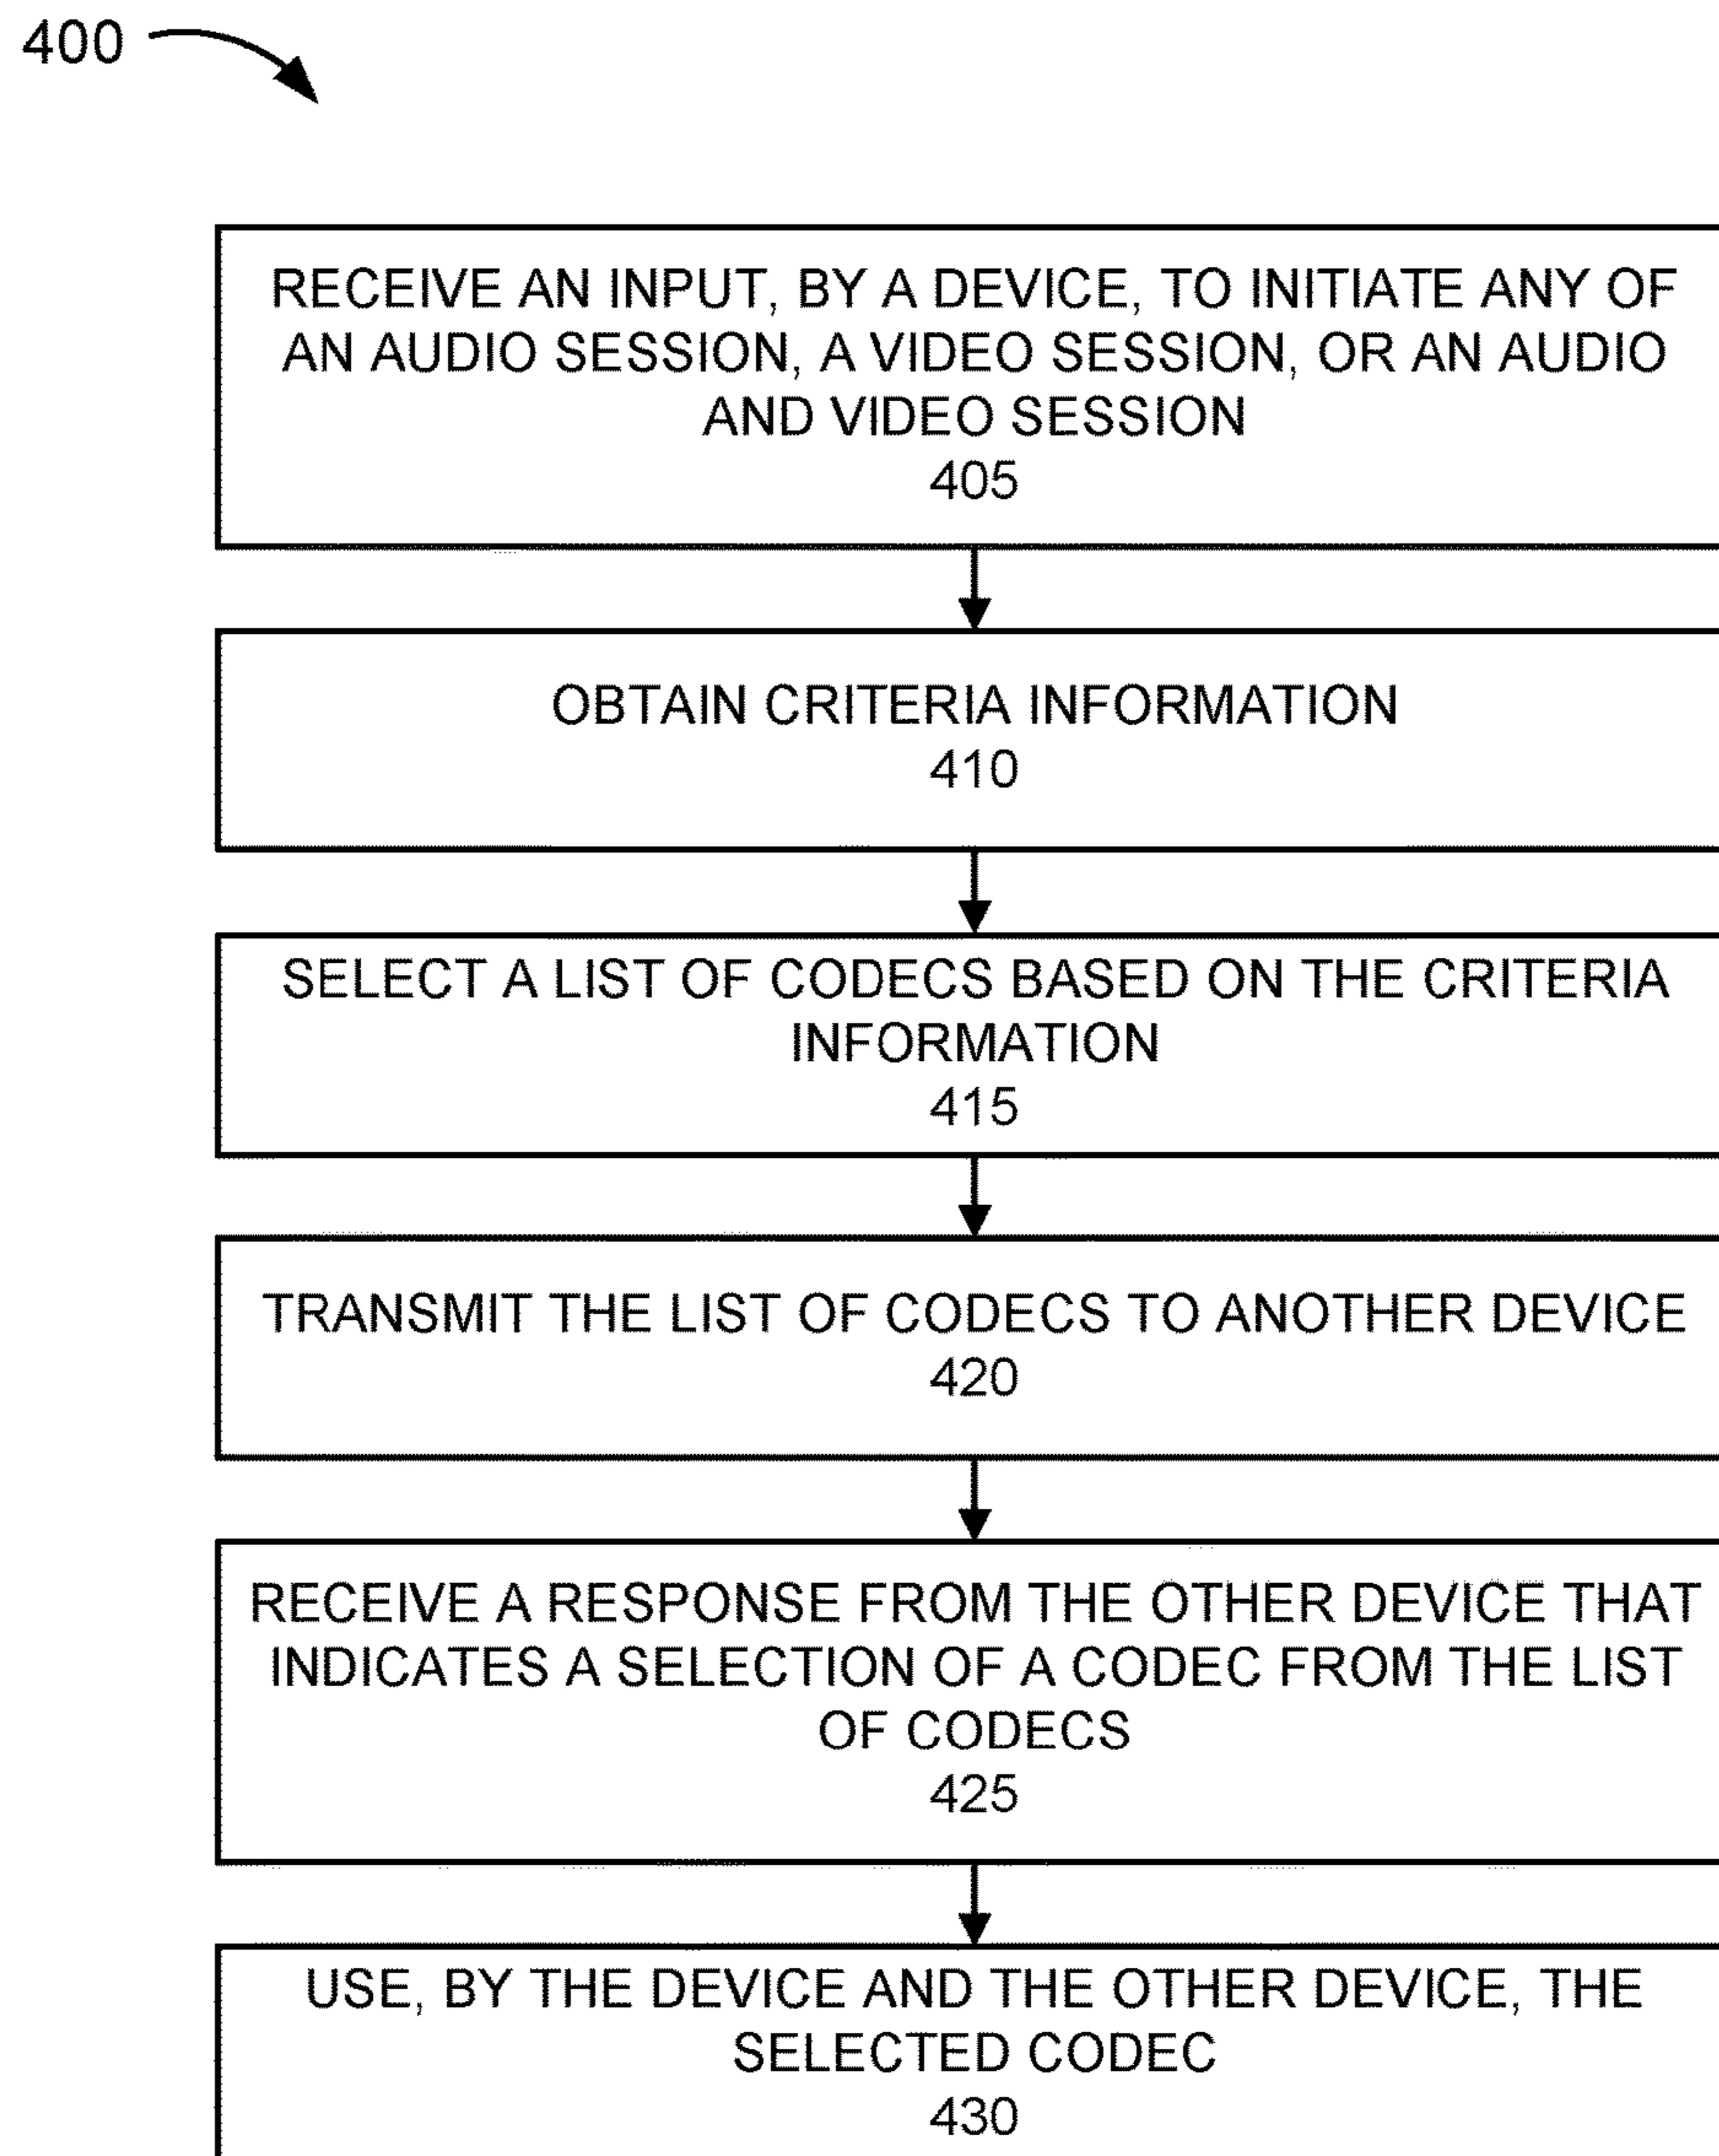 400
RECEIVE AN INPUT, BY A DEVICE, TO INITIATE ANY OF
AN AUDIO SESSION, A VIDEO SESSION, OR AN AUDIO
AND VIDEO SESSION
405
OBTAIN CRITERIA INFORMATION
410
SELECT A LIST OF CODECS BASED ON THE CRITERIA
INFORMATION
415
TRANSMIT THE LIST OF CODECS TO ANOTHER DEVICE
420
RECEIVE A RESPONSE FROM THE OTHER DEVICE THAT
INDICATES A SELECTION OF A CODEC FROM THE LIST
OF CODECS
425
USE, BY THE DEVICE AND THE OTHER DEVICE, THE
SELECTED CODEC
430